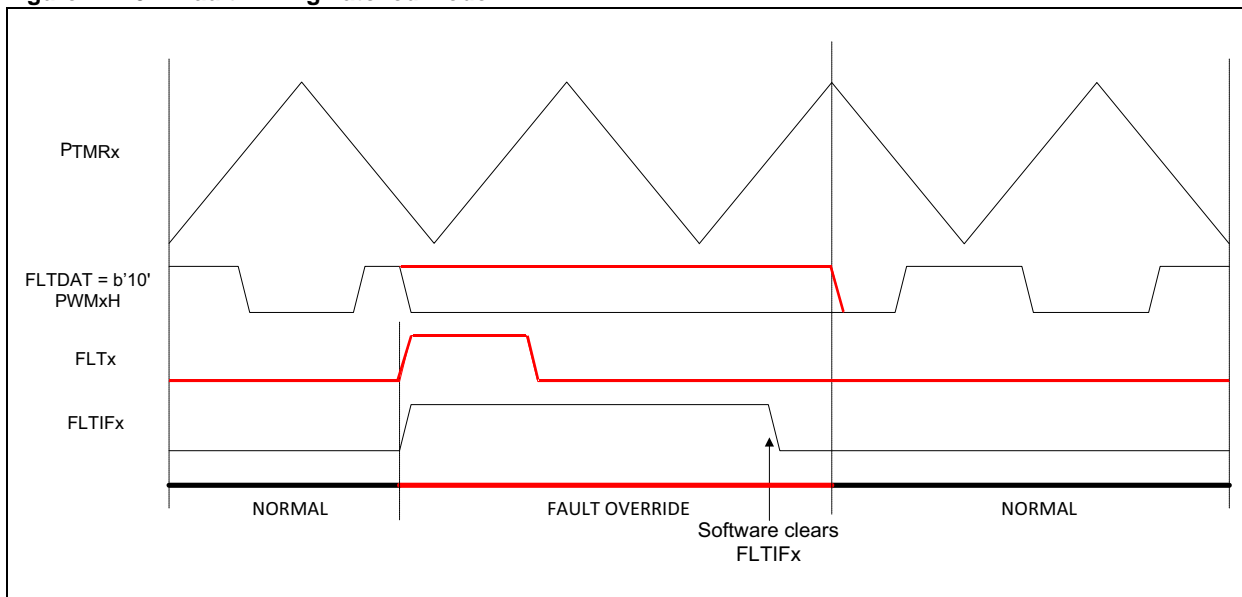 PTMRx
FLTDAT = b'10'
PWMxH
FLTx
FLTIFx
NORMAL
FAULT OVERRIDE
NORMAL
Software clears
FLTIFx